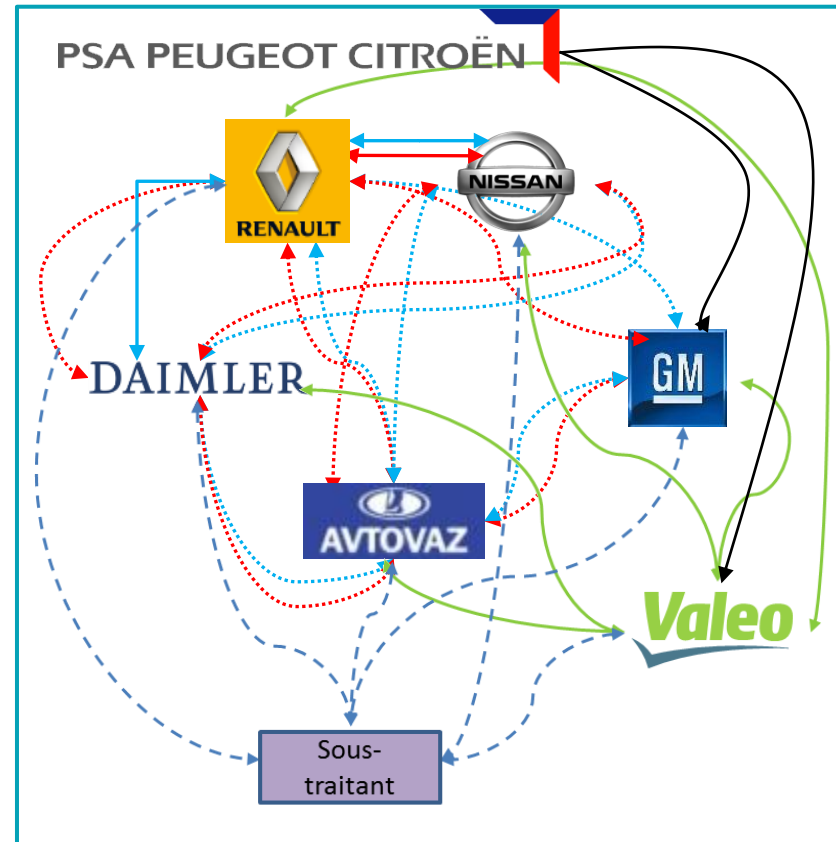 PSA PEUGEOT CITROËN
RENAULT
NISSAN
DAIMLER
GM
AVTOVAZ
Valeo
Sous-
traitant